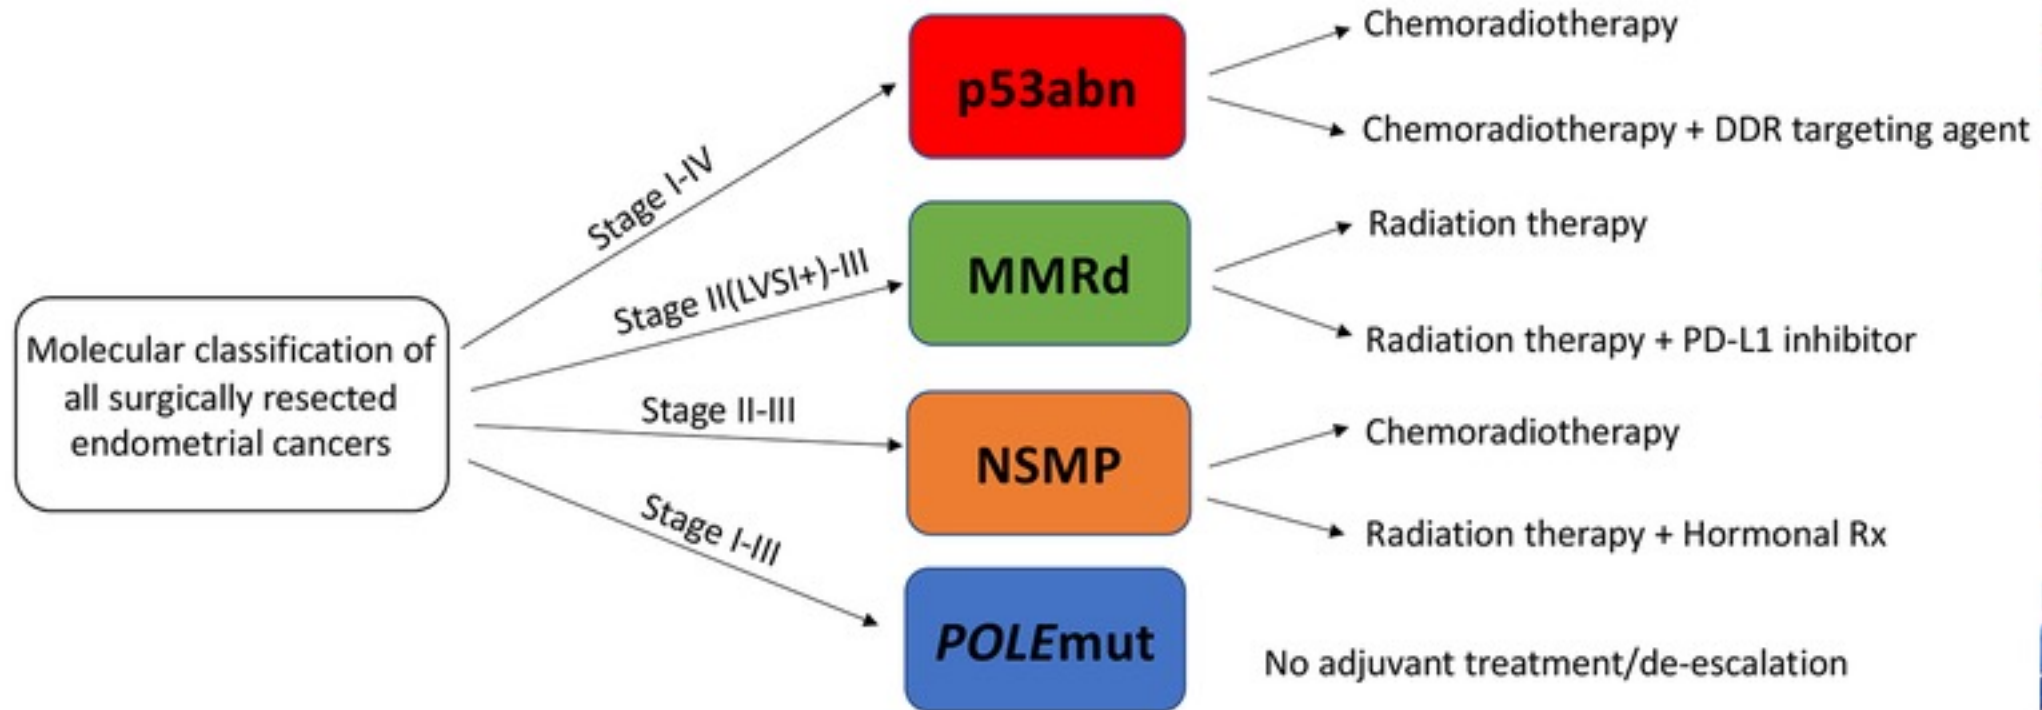 Molecular classification of
all surgically resected
endometrial cancers
Stage I-IV
Stage II(LVSI+)-III
Stage II-III
Stage I-III
p53abn
Chemoradiotherapy
Chemoradiotherapy + DDR targeting agent
MMRd
Radiation therapy
Radiation therapy + PD-L1 inhibitor
NSMP
Chemoradiotherapy
Radiation therapy + Hormonal Rx
POLEmut
No adjuvant treatment/de-escalation